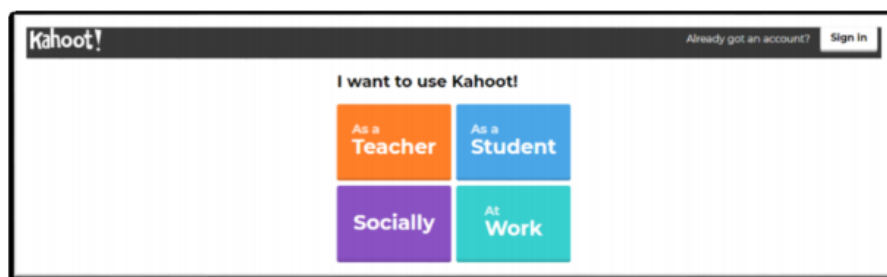 Kahoot!
Already got an account? Sign in
I want to use Kahoot!
As a
Teacher
As a
Student
Socially
At
Work